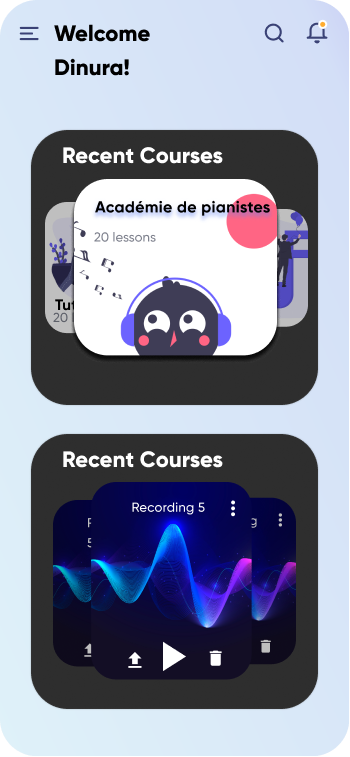 Welcome
Dinura!
Recent Courses
Académie de pianistes
20 lessons
Tut
20
Recent Courses
Recording 5
5
g